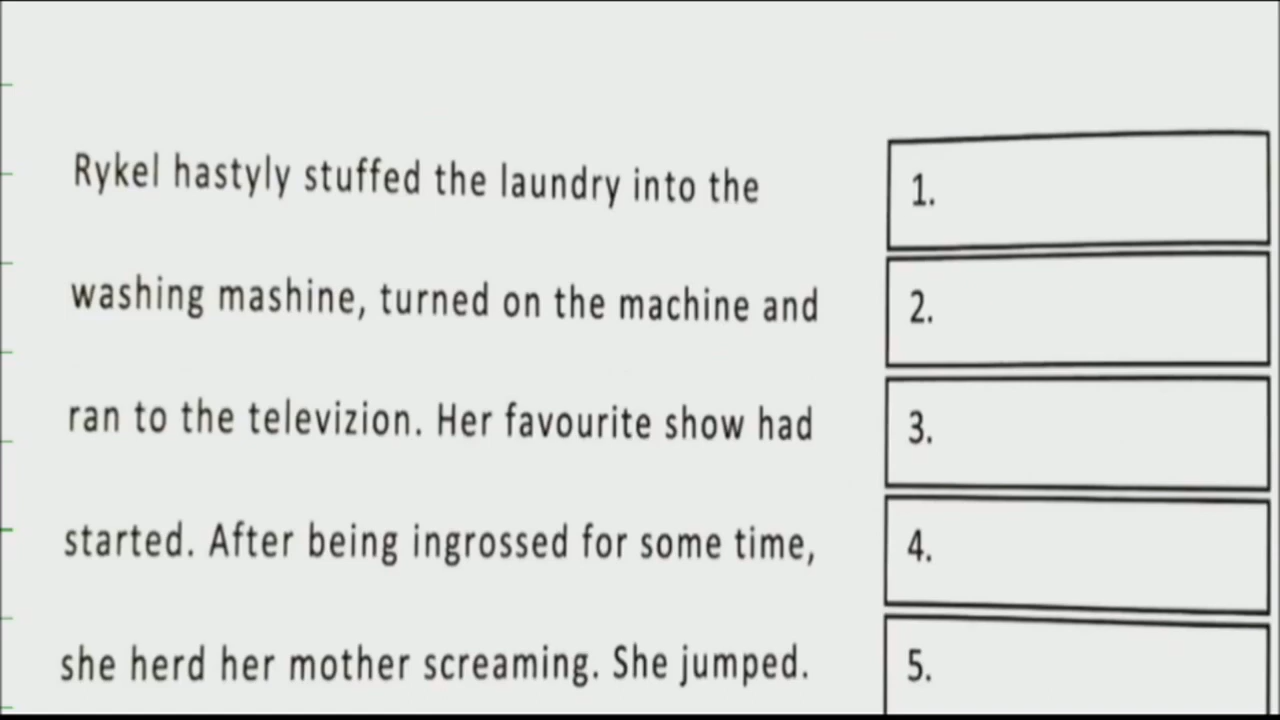 Rykel hastyly stuffed the laundry into the
1.
washing mashine, turned on the machine and
2.
ran to the televizion. Her favourite show had
3.
started. After being ingrossed for some time,
4.
she herd her mother screaming. She jumped.
5.